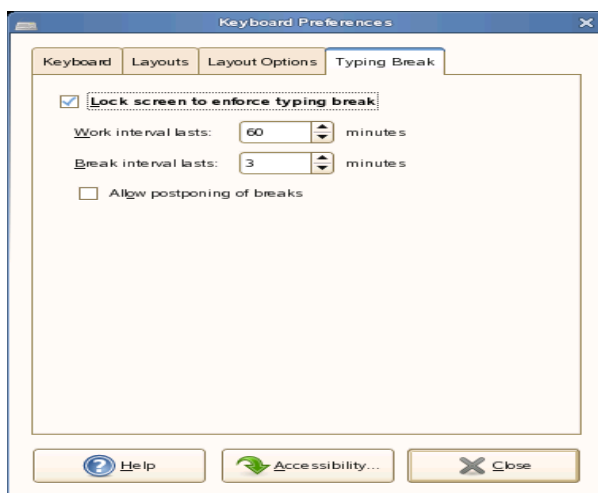 Keyboard Preferences
Keyboard Layouts Layout Options Typing Break
Lock screen to enforce typing break
Work interval lasts: 60 minutes
Break interval lasts: 3 minutes
Allow postponing of breaks
Help Accessibility... Close